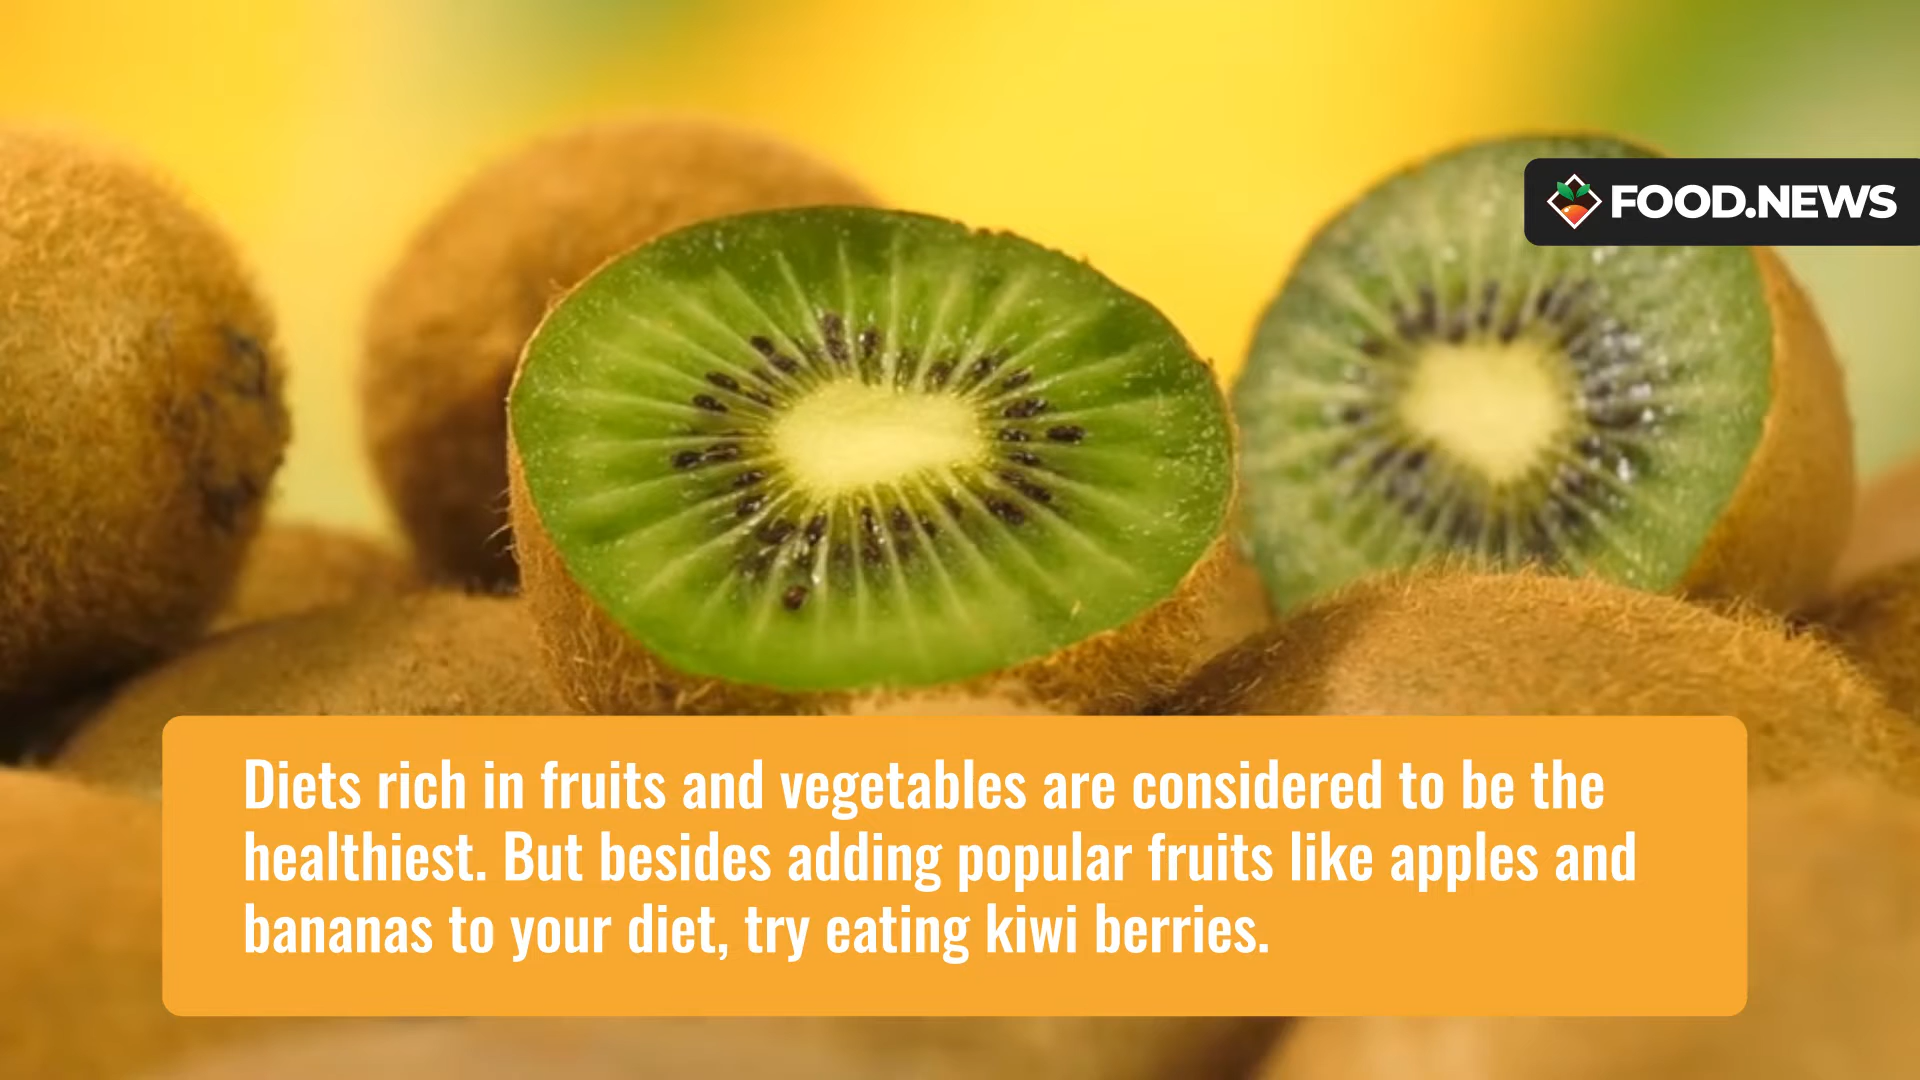 FOOD.NEWS
Diets rich in fruits and vegetables are considered to be the
healthiest. But besides adding popular fruits like apples and
bananas to your diet, try eating kiwi berries.